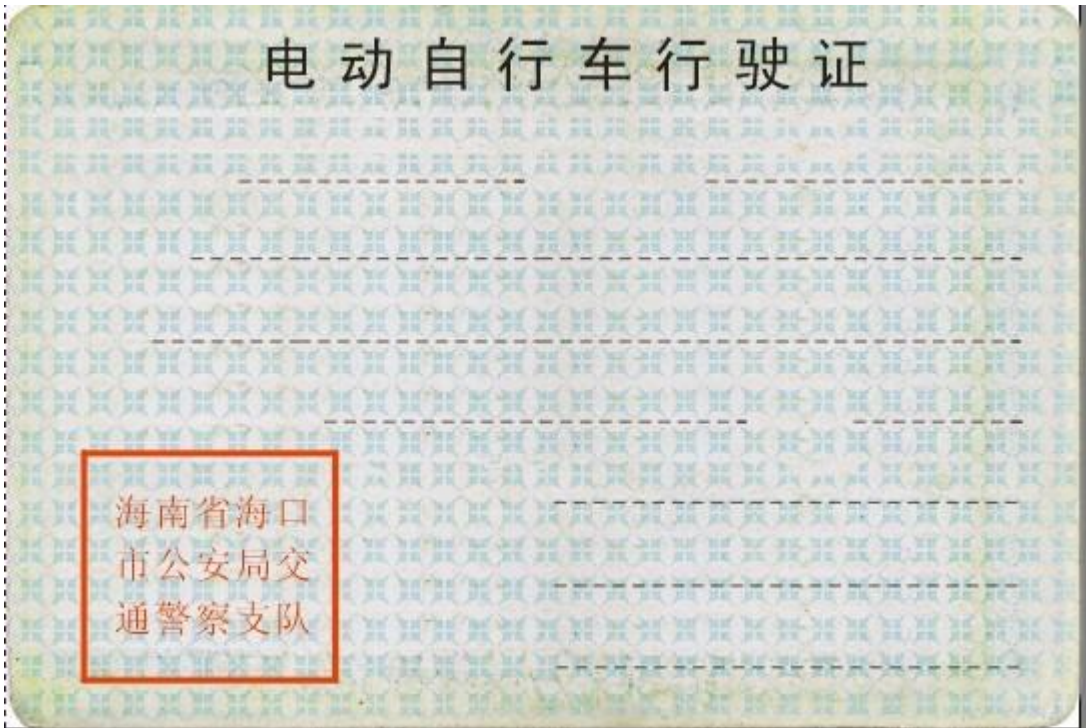 电动自行车行驶证
海南省海口
市公安局交
通警察支队